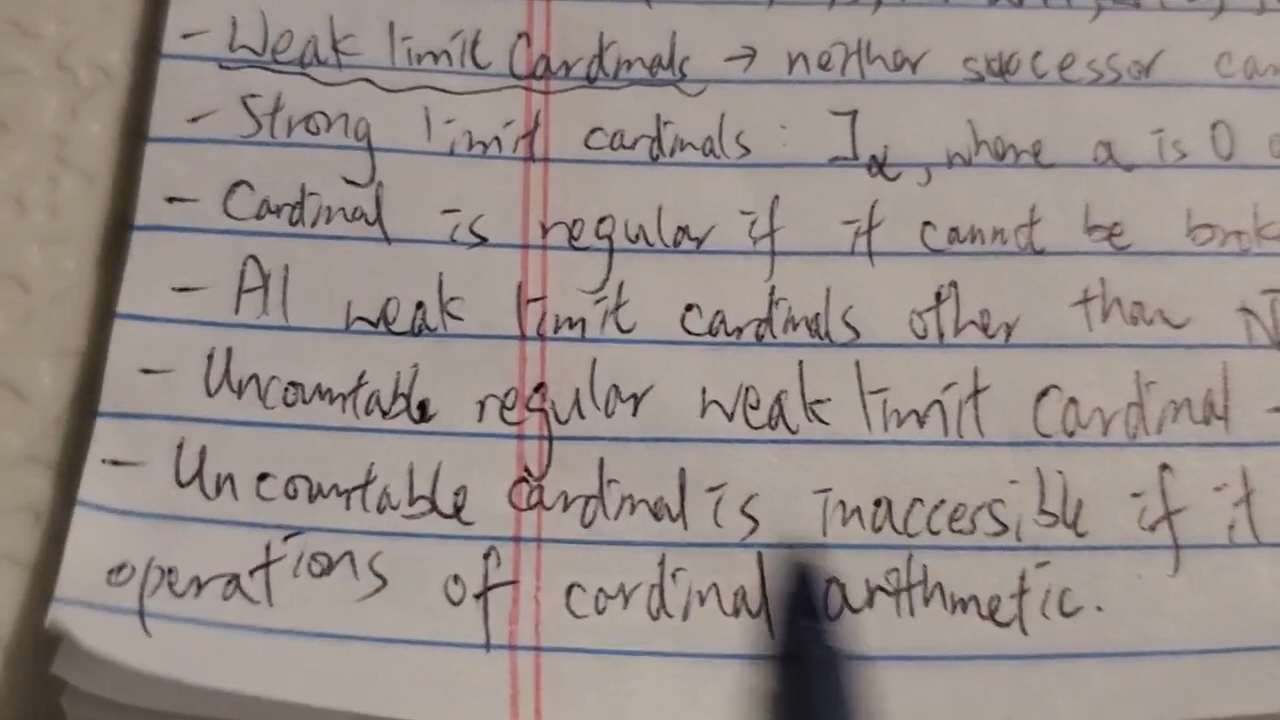 - Weak limit Cardinals → neither successor
- Strong limit cardinals: ℶα, where α is 0
- Cardinal is regular if it cannot be
- All weak limit cardinals other than
- Uncountable regular weak limit cardinal
- Uncountable cardinal is inaccessible if it
operations of cardinal arithmetic.